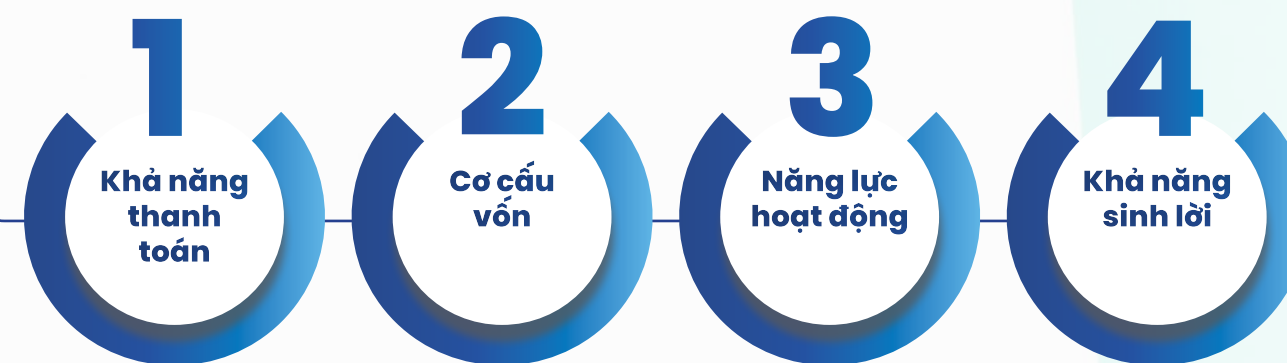 1
Khả năng
thanh
toán
2
Cơ cấu
vốn
3
Năng lực
hoạt động
4
Khả năng
sinh lời